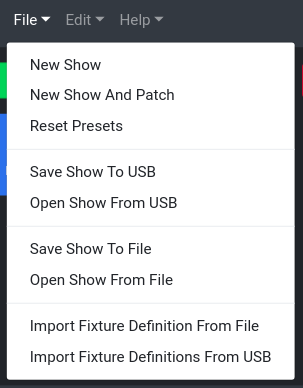 File Edit Help
New Show
New Show And Patch
Reset Presets
Save Show To USB
Open Show From USB
Save Show To File
Open Show From File
Import Fixture Definition From File
Import Fixture Definitions From USB